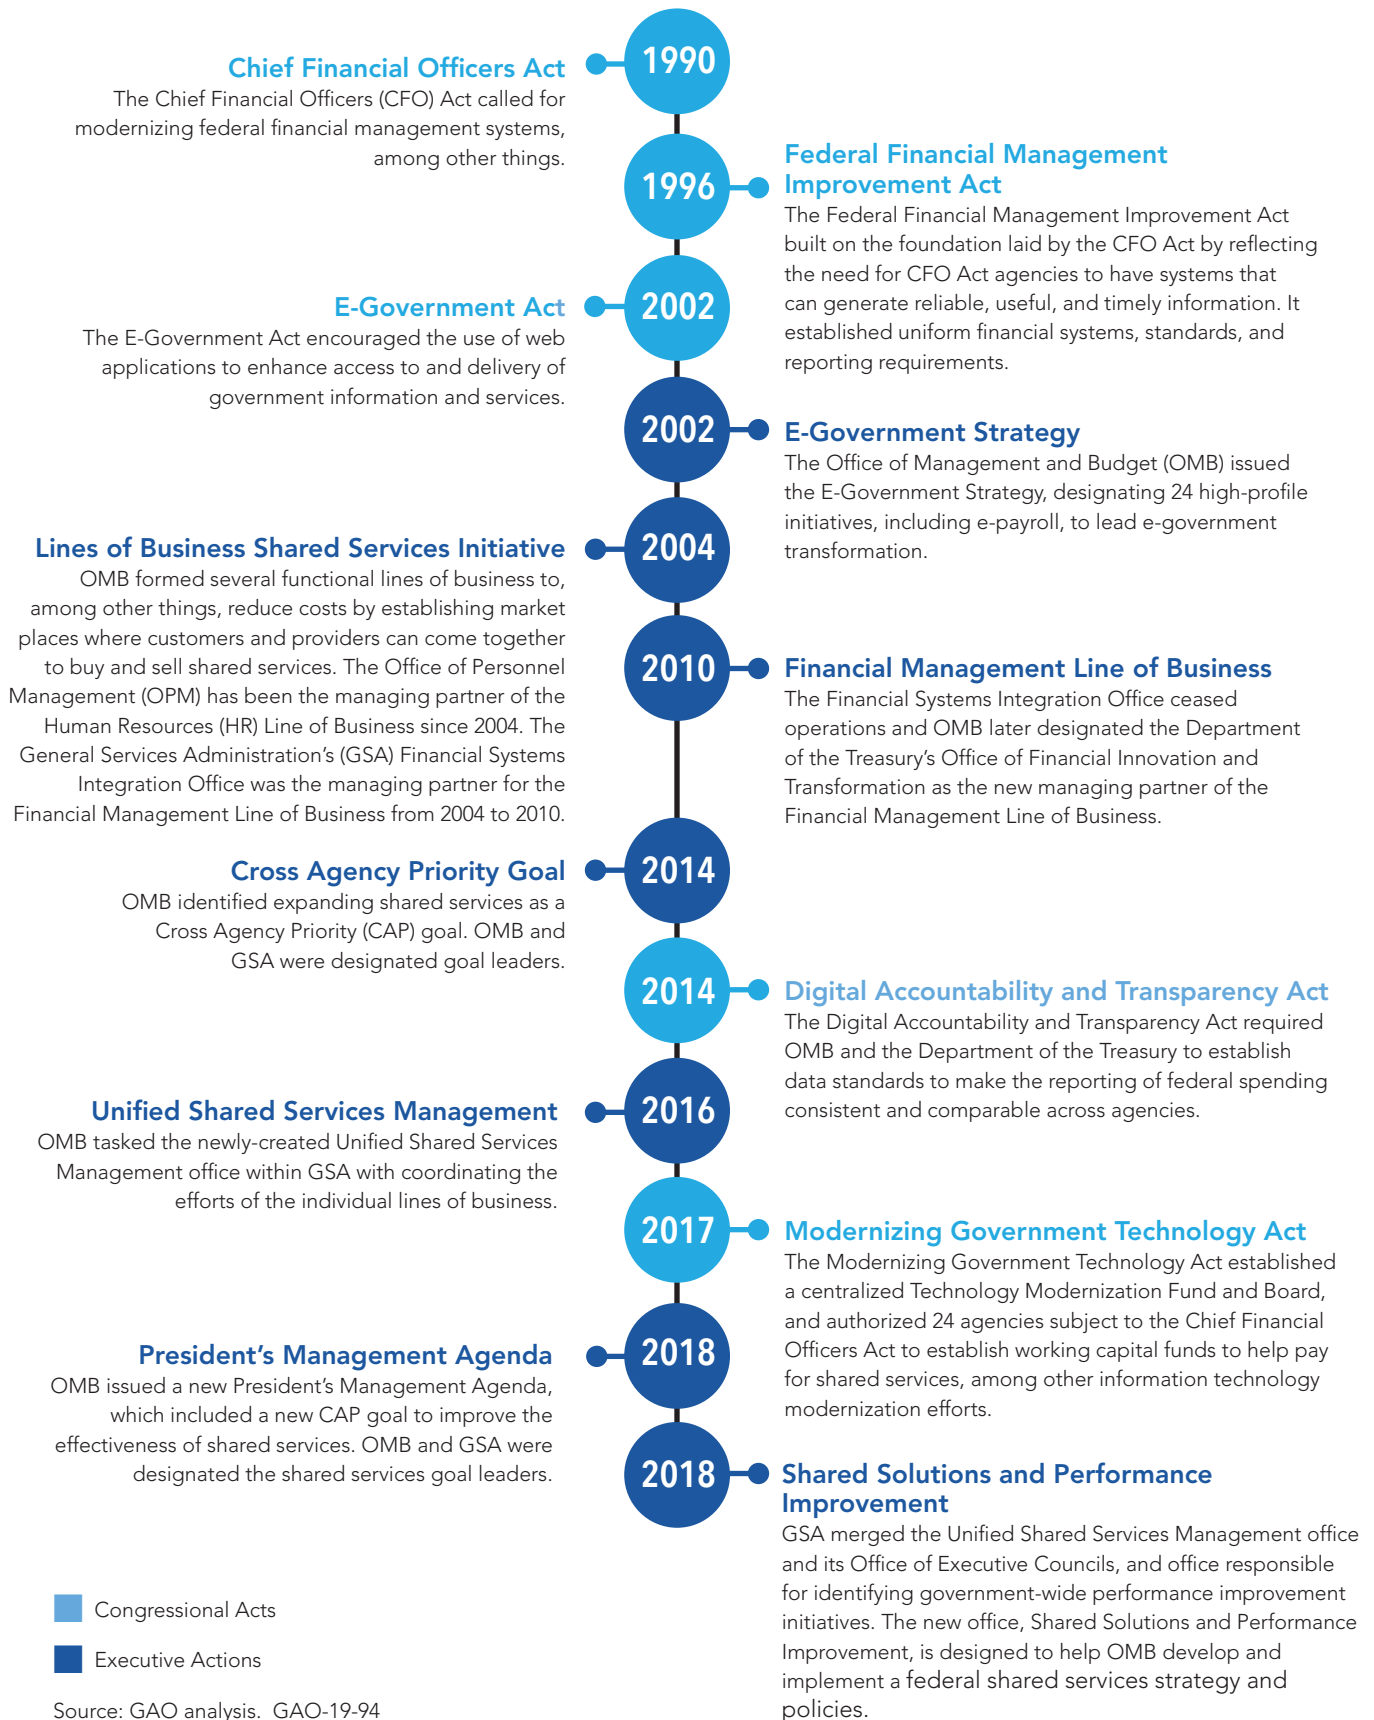 1990
Chief Financial Officers Act
The Chief Financial Officers (CFO) Act called for
modernizing federal financial management systems,
among other things.
1996
Federal Financial Management
Improvement Act
The Federal Financial Management Improvement Act
built on the foundation laid by the CFO Act by reflecting
the need for CFO Act agencies to have systems that
can generate reliable, useful, and timely information. It
established uniform financial systems, standards, and
reporting requirements.
2002
E-Government Act
The E-Government Act encouraged the use of web
applications to enhance access to and delivery of
government information and services.
2002
E-Government Strategy
The Office of Management and Budget (OMB) issued
the E-Government Strategy, designating 24 high-profile
initiatives, including e-payroll, to lead e-government
transformation.
2004
Lines of Business Shared Services Initiative
OMB formed several functional lines of business to,
among other things, reduce costs by establishing market
places where customers and providers can come together
to buy and sell shared services. The Office of Personnel
Management (OPM) has been the managing partner of the
Human Resources (HR) Line of Business since 2004. The
General Services Administration’s (GSA) Financial Systems
Integration Office was the managing partner for the
Financial Management Line of Business from 2004 to 2010.
2010
Financial Management Line of Business
The Financial Systems Integration Office ceased
operations and OMB later designated the Department
of the Treasury’s Office of Financial Innovation and
Transformation as the new managing partner of the
Financial Management Line of Business.
2014
Cross Agency Priority Goal
OMB identified expanding shared services as a
Cross Agency Priority (CAP) goal. OMB and
GSA were designated goal leaders.
2014
Digital Accountability and Transparency Act
The Digital Accountability and Transparency Act required
OMB and the Department of the Treasury to establish
data standards to make the reporting of federal spending
consistent and comparable across agencies.
2016
Unified Shared Services Management
OMB tasked the newly-created Unified Shared Services
Management office within GSA with coordinating the
efforts of the individual lines of business.
2017
Modernizing Government Technology Act
The Modernizing Government Technology Act established
a centralized Technology Modernization Fund and Board,
and authorized 24 agencies subject to the Chief Financial
Officers Act to establish working capital funds to help pay
for shared services, among other information technology
modernization efforts.
2018
President’s Management Agenda
OMB issued a new President’s Management Agenda,
which included a new CAP goal to improve the
effectiveness of shared services. OMB and GSA were
designated the shared services goal leaders.
2018
Shared Solutions and Performance
Improvement
GSA merged the Unified Shared Services Management office
and its Office of Executive Councils, and office responsible
for identifying government-wide performance improvement
initiatives. The new office, Shared Solutions and Performance
Improvement, is designed to help OMB develop and
implement a federal shared services strategy and
policies.
Congressional Acts
Executive Actions
Source: GAO analysis. GAO-19-94